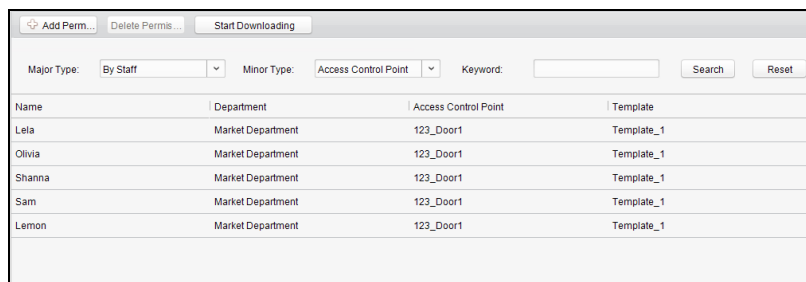 Add Perm... Delete Permis... Start Downloading
Major Type: By Staff Minor Type: Access Control Point Keyword: Search Reset
Name Department Access Control Point Template
Lela Market Department 123_Door1 Template_1
Olivia Market Department 123_Door1 Template_1
Shanna Market Department 123_Door1 Template_1
Sam Market Department 123_Door1 Template_1
Lemon Market Department 123_Door1 Template_1